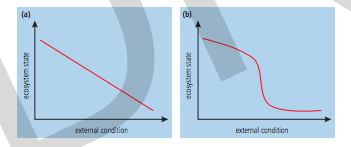 (a)
ecosystem state
external condition
(b)
ecosystem state
external condition